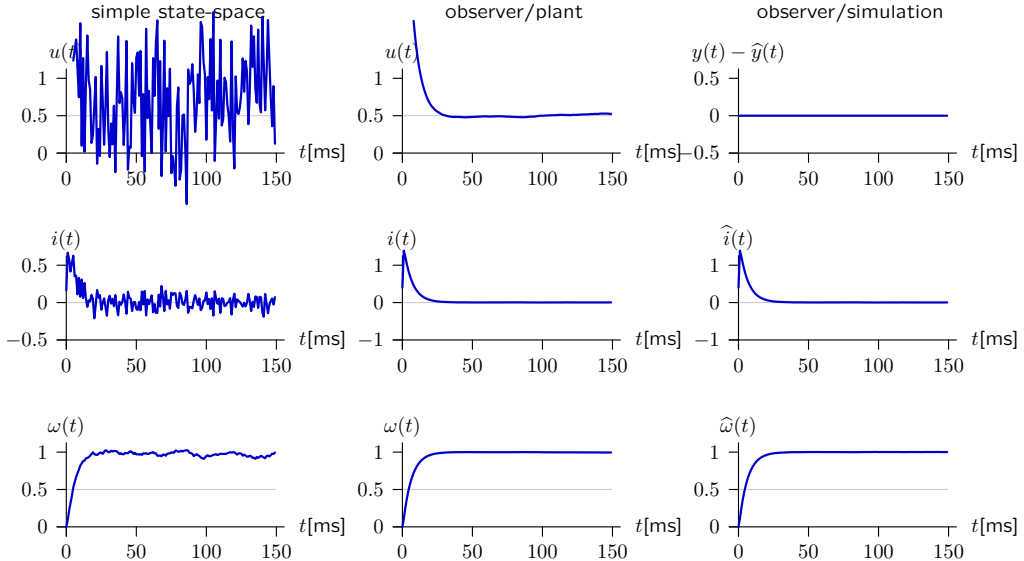 simple state-space observer/plant observer/simulation
u(t) u(t) y(t) − ŷ(t)
1 1 0.5
0.5 0.5 0
0 t[ms] 0 t[ms] −0.5 t[ms]
0 50 100 150 0 50 100 150 0 50 100 150
i(t) i(t) î(t)
0.5 1 1
0 0 0
−0.5 t[ms] −1 t[ms] −1 t[ms]
0 50 100 150 0 50 100 150 0 50 100 150
ω(t) ω(t) ω̂(t)
1 1 1
0.5 0.5 0.5
0 t[ms] 0 t[ms] 0 t[ms]
0 50 100 150 0 50 100 150 0 50 100 150